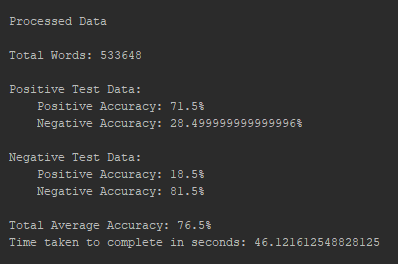 Processed Data
Total Words: 533648
Positive Test Data:
Positive Accuracy: 71.5%
Negative Accuracy: 28.499999999999996%
Negative Test Data:
Positive Accuracy: 18.5%
Negative Accuracy: 81.5%
Total Average Accuracy: 76.5%
Time taken to complete in seconds: 46.121612548828125